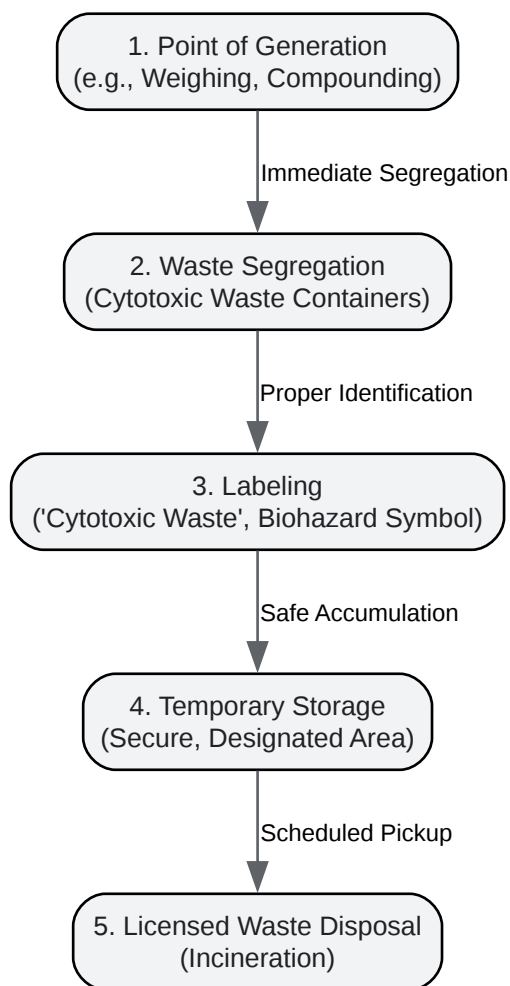 1. Point of Generation
(e.g., Weighing, Compounding)
Immediate Segregation
2. Waste Segregation
(Cytotoxic Waste Containers)
Proper Identification
3. Labeling
('Cytotoxic Waste', Biohazard Symbol)
Safe Accumulation
4. Temporary Storage
(Secure, Designated Area)
Scheduled Pickup
5. Licensed Waste Disposal
(Incineration)